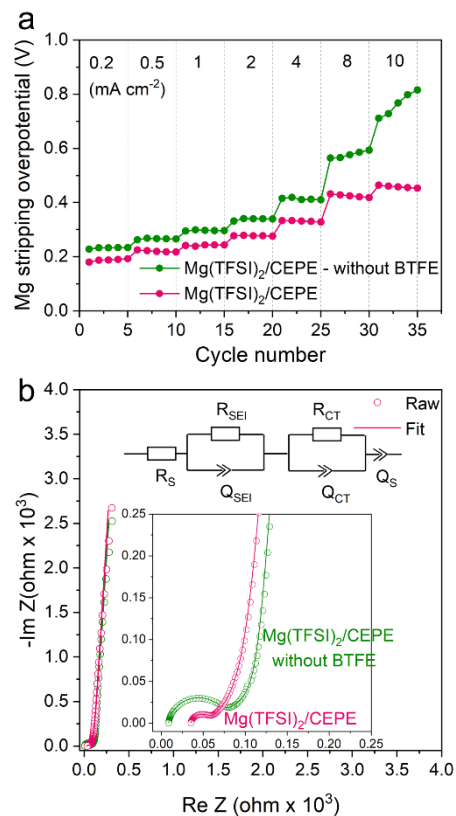 a
Mg stripping overpotential (V)
1.0
0.8
0.6
0.4
0.2
0.0
0.2 0.5 1 2 4 8 10
(mA cm⁻²)
Mg(TFSI)₂/CEPE - without BTFE
Mg(TFSI)₂/CEPE
0 5 10 15 20 25 30 35
Cycle number
b
-Im Z(ohm x 10³)
4.0
3.5
3.0
2.5
2.0
1.5
1.0
0.5
0.0
R_SEI
R_CT
Raw
Fit
R_S
Q_SEI
Q_CT
Q_S
0.25
0.20
0.15
0.10
0.05
0.00
Mg(TFSI)₂/CEPE
without BTFE
Mg(TFSI)₂/CEPE
0.00 0.05 0.10 0.15 0.20 0.25
0.0 0.5 1.0 1.5 2.0 2.5 3.0 3.5 4.0
Re Z (ohm x 10³)